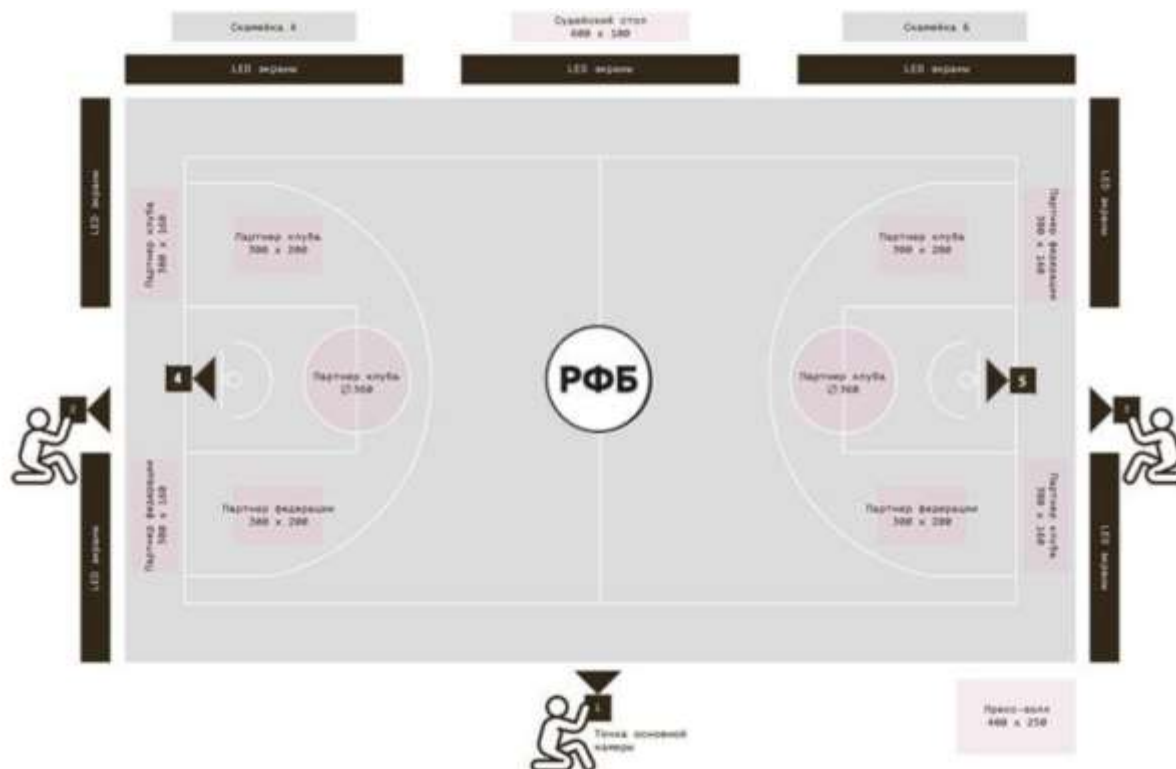 Скамейка А
Судейский стол
600 x 100
Скамейка Б
LED экраны
LED экраны
LED экраны
LED экраны
LED экраны
Партнер клуба
300 x 160
Партнер клуба
300 x 200
Партнер клуба
300 x 200
Партнер федерации
300 x 160
4
Партнер клуба
∅360
РФБ
Партнер клуба
∅360
5
Партнер федерации
300 x 160
Партнер федерации
300 x 200
Партнер федерации
300 x 200
Партнер клуба
300 x 160
LED экраны
LED экраны
1
Точка основной
камеры
Пресс-волл
400 x 250